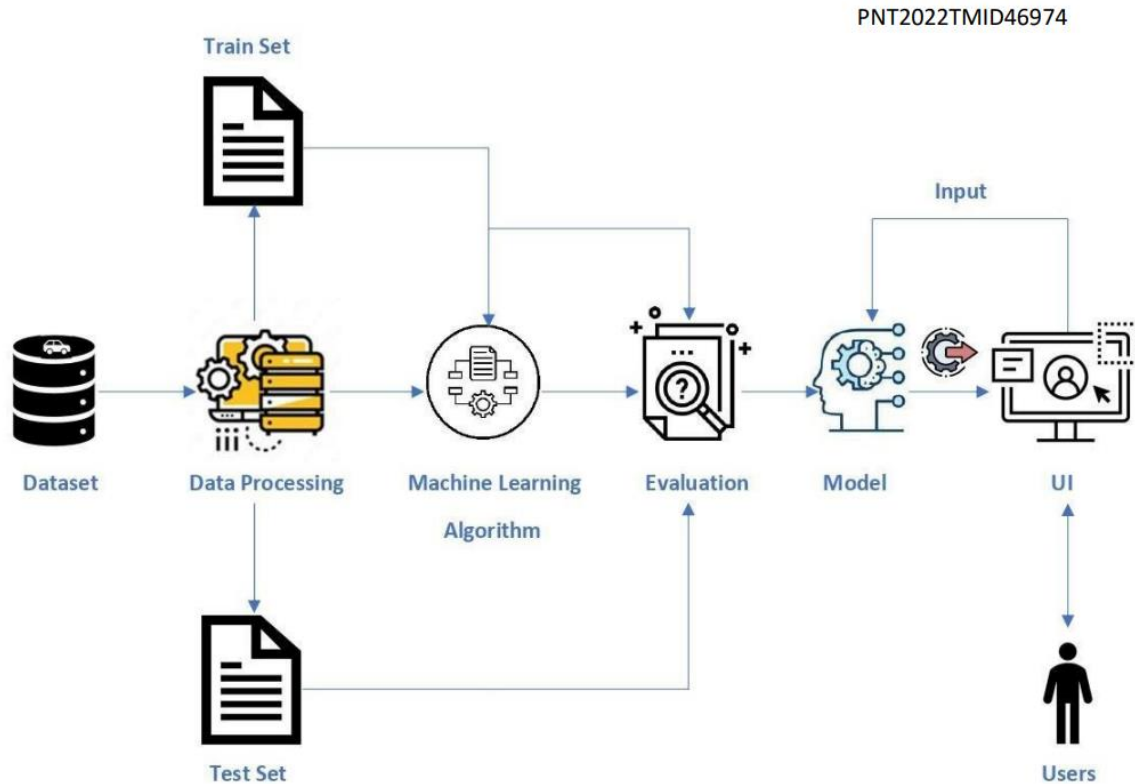 PNT2022TMID46974
Train Set
Input
Dataset
Data Processing
Machine Learning
Algorithm
Evaluation
?
Model
UI
Test Set
Users